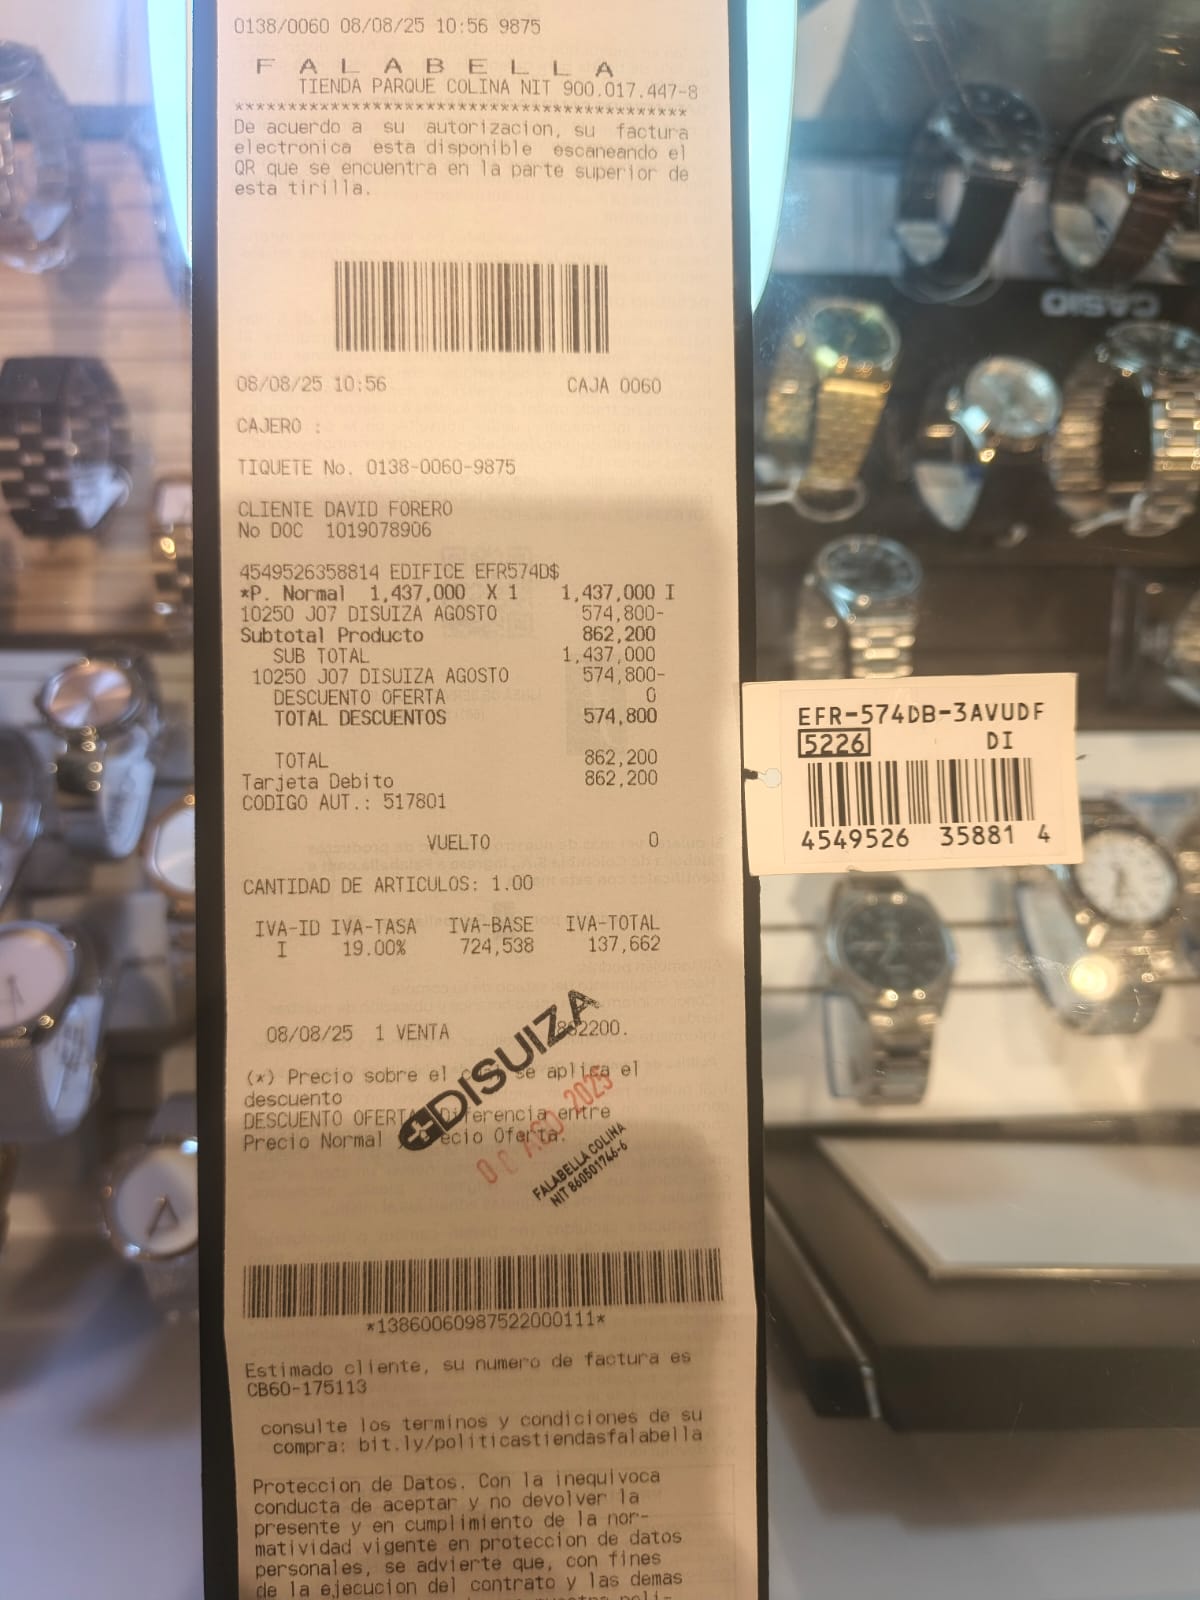 0138/0060 08/08/25 10:56 9875
F A L A B E L L A
TIENDA PARQUE COLINA NIT 900.017.447-8
******************************************
De acuerdo a su autorizacion, su factura
electronica esta disponible escaneando el
QR que se encuentra en la parte superior de
esta tirilla.
08/08/25 10:56 CAJA 0060
CAJERO :
TIQUETE No. 0138-0060-9875
CLIENTE DAVID FORERO
No DOC 1019078906
4549526358814 EDIFICE EFR574D$
*P. Normal 1,437,000 X 1 1,437,000 I
10250 J07 DISUIZA AGOSTO 574,800-
Subtotal Producto 862,200
SUB TOTAL 1,437,000
10250 J07 DISUIZA AGOSTO 574,800-
DESCUENTO OFERTA 0
TOTAL DESCUENTOS 574,800
TOTAL 862,200
Tarjeta Debito 862,200
CODIGO AUT.: 517801
VUELTO 0
CANTIDAD DE ARTICULOS: 1.00
IVA-ID IVA-TASA IVA-BASE IVA-TOTAL
I 19.00% 724,538 137,662
08/08/25 1 VENTA 862200.
(*) Precio sobre el se aplica el
descuento
DESCUENTO OFERTA Diferencia entre
Precio Normal Oferta.
DISUIZA
AGO 2025
FALABELLA COLINA
NIT 860501746-6
*13860060987522000111*
Estimado cliente, su numero de factura es
CB60-175113
consulte los terminos y condiciones de su
compra: bit.ly/politicastiendasfalabella
Proteccion de Datos. Con la inequivoca
conducta de aceptar y no devolver la
presente y en cumplimiento de la nor-
matividad vigente en proteccion de datos
personales, se advierte que, con fines
de la ejecucion del contrato y las demas
CASIO
EFR-574DB-3AVUDF
5226 DI
4549526 35881 4